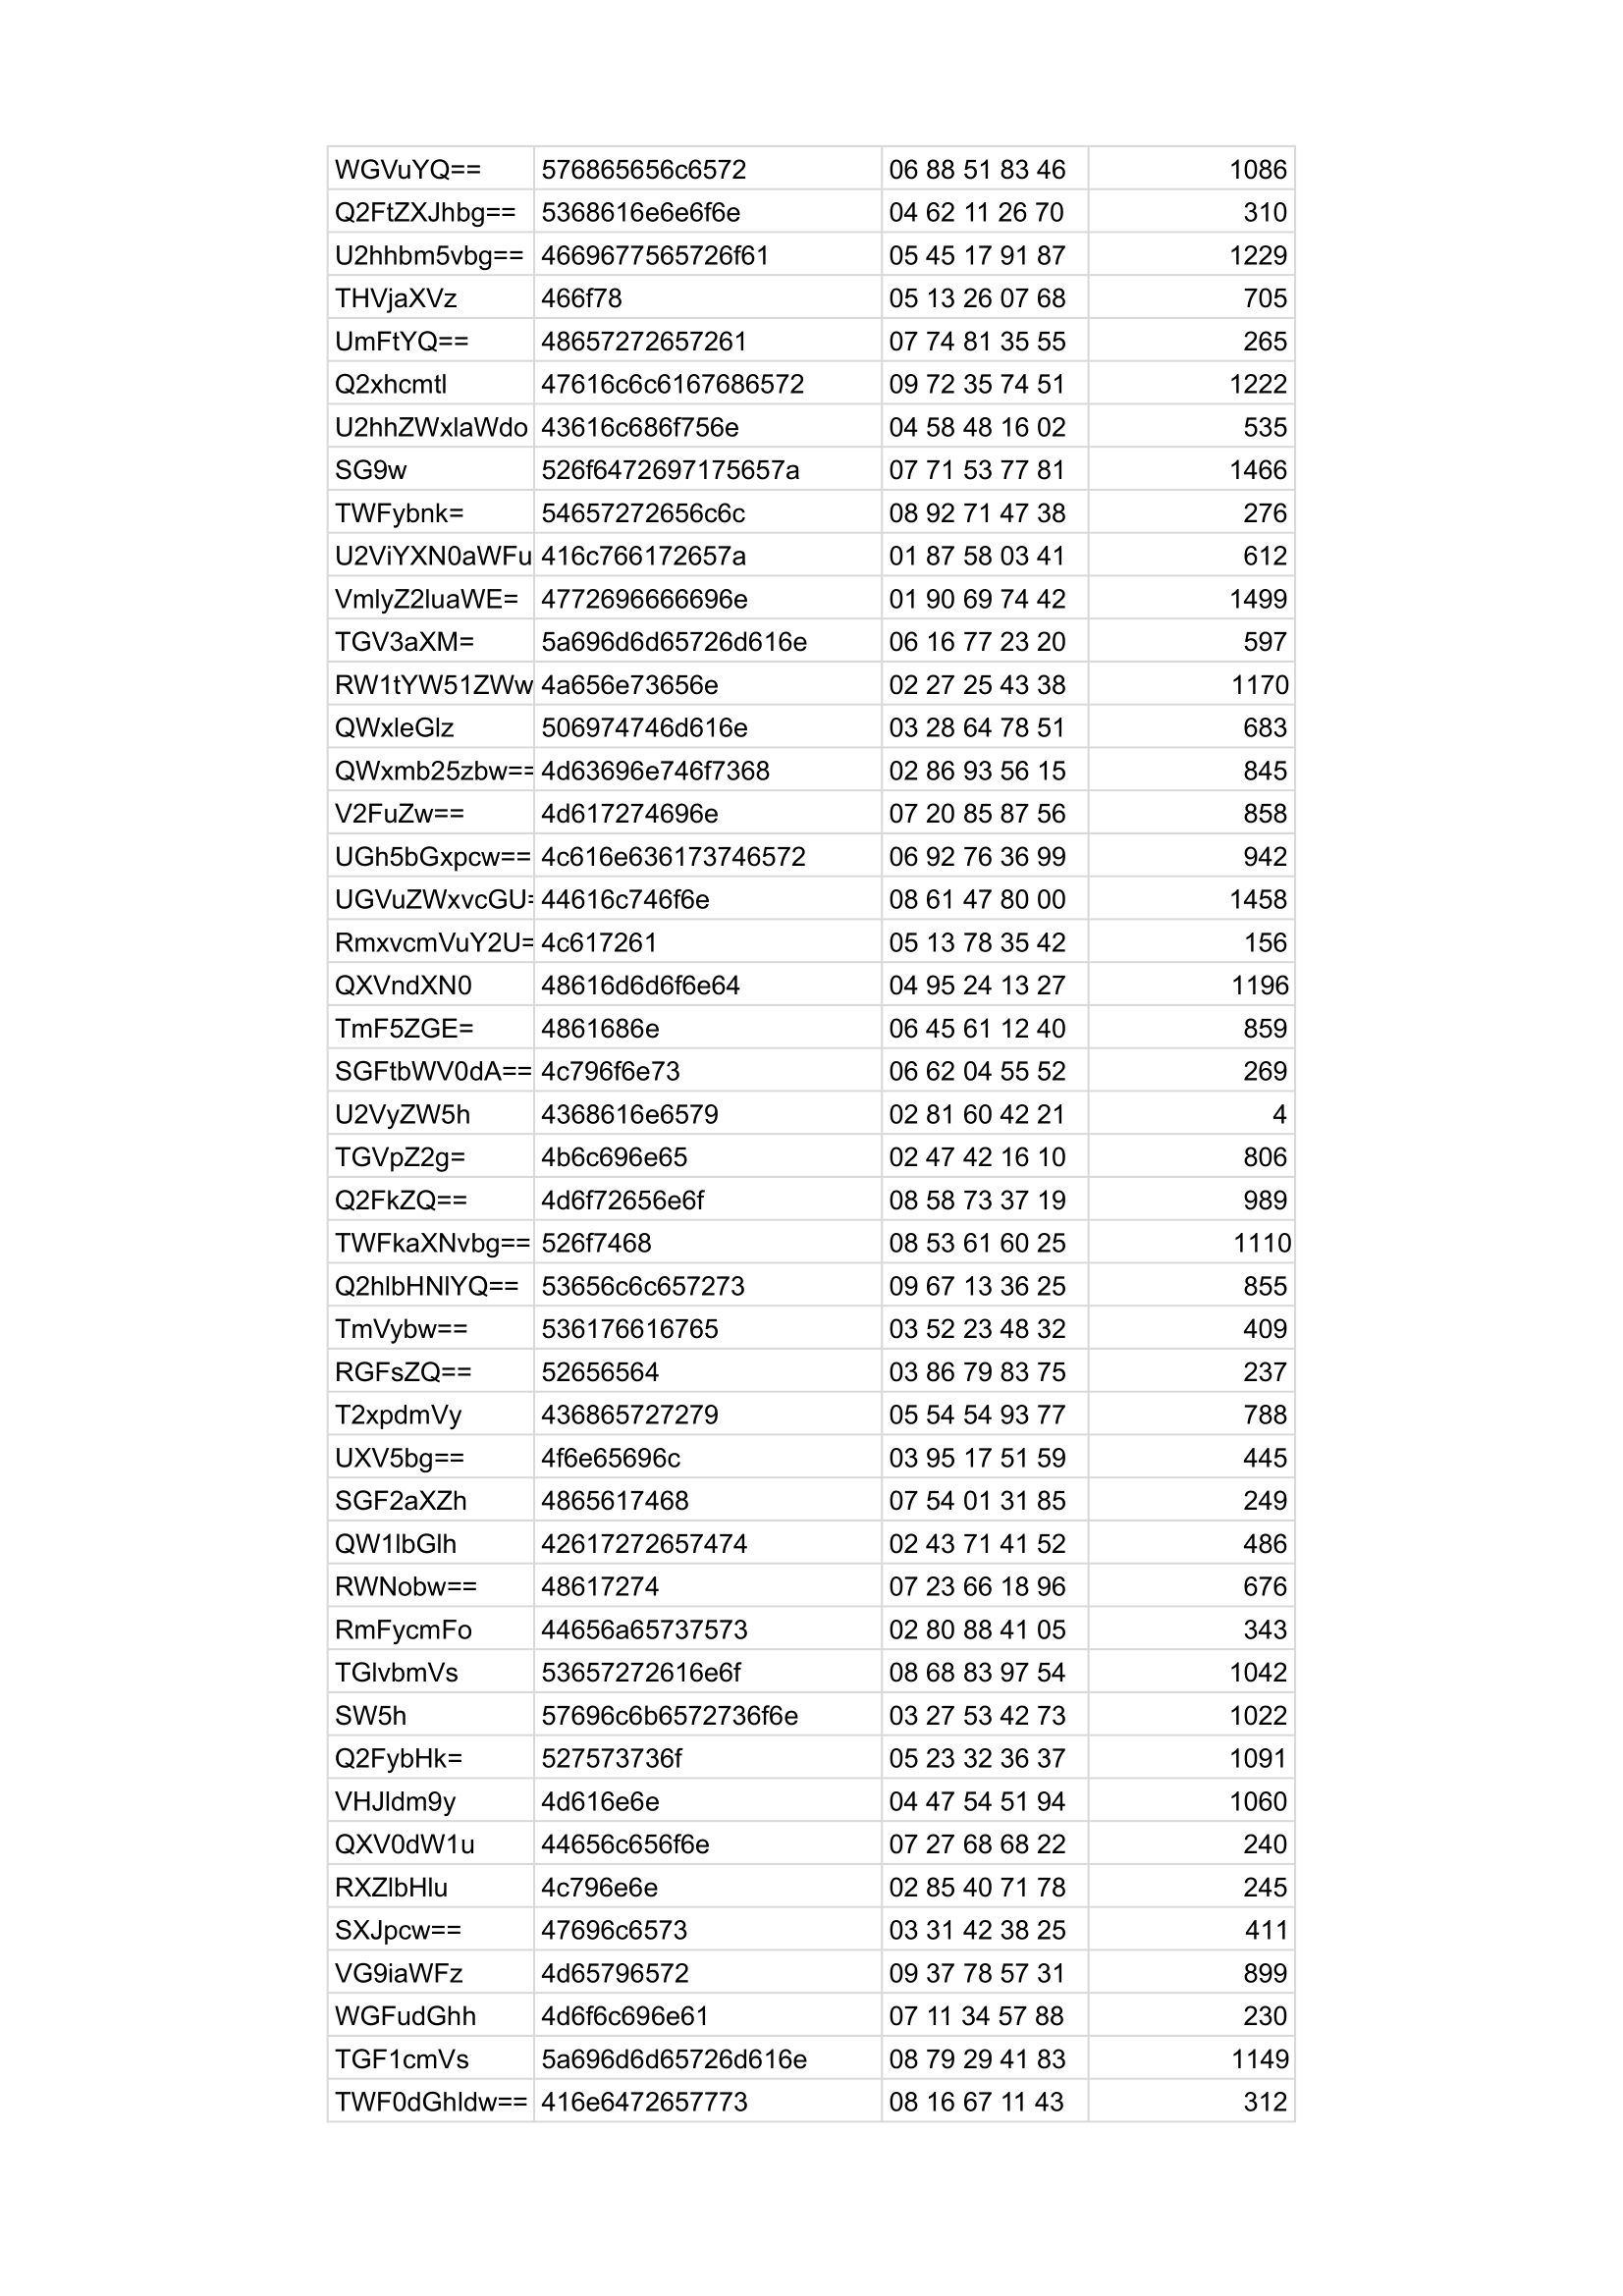 WGVuYQ== 576865656c6572 06 88 51 83 46 1086
Q2FtZXJhbg== 5368616e6e6f6e 04 62 11 26 70 310
U2hhbm5vbg== 4669677565726f61 05 45 17 91 87 1229
THVjaXVz 466f78 05 13 26 07 68 705
UmFtYQ== 48657272657261 07 74 81 35 55 265
Q2xhcmtl 47616c6c6167686572 09 72 35 74 51 1222
U2hhZWxlaWdo 43616c686f756e 04 58 48 16 02 535
SG9w 526f6472697175657a 07 71 53 77 81 1466
TWFybnk= 54657272656c6c 08 92 71 47 38 276
U2ViYXN0aWFu 416c766172657a 01 87 58 03 41 612
VmlyZ2luaWE= 4772696666696e 01 90 69 74 42 1499
TGV3aXM= 5a696d6d65726d616e 06 16 77 23 20 597
RW1tYW51ZWw 4a656e73656e 02 27 25 43 38 1170
QWxleGlz 506974746d616e 03 28 64 78 51 683
QWxmb25zbw== 4d63696e746f7368 02 86 93 56 15 845
V2FuZw== 4d617274696e 07 20 85 87 56 858
UGh5bGxpcw== 4c616e636173746572 06 92 76 36 99 942
UGVuZWxvcGU= 44616c746f6e 08 61 47 80 00 1458
RmxvcmVuY2U= 4c617261 05 13 78 35 42 156
QXVndXN0 48616d6d6f6e64 04 95 24 13 27 1196
TmF5ZGE= 4861686e 06 45 61 12 40 859
SGFtbWV0dA== 4c796f6e73 06 62 04 55 52 269
U2VyZW5h 4368616e6579 02 81 60 42 21 4
TGVpZ2g= 4b6c696e65 02 47 42 16 10 806
Q2FkZQ== 4d6f72656e6f 08 58 73 37 19 989
TWFkaXNvbg== 526f7468 08 53 61 60 25 1110
Q2hlbHNlYQ== 53656c6c657273 09 67 13 36 25 855
TmVybw== 536176616765 03 52 23 48 32 409
RGFsZQ== 52656564 03 86 79 83 75 237
T2xpdmVy 436865727279 05 54 54 93 77 788
UXV5bg== 4f6e65696c 03 95 17 51 59 445
SGF2aXZh 4865617468 07 54 01 31 85 249
QW1lbGlh 42617272657474 02 43 71 41 52 486
RWNobw== 48617274 07 23 66 18 96 676
RmFycmFo 44656a65737573 02 80 88 41 05 343
TGlvbmVs 53657272616e6f 08 68 83 97 54 1042
SW5h 57696c6b6572736f6e 03 27 53 42 73 1022
Q2FybHk= 527573736f 05 23 32 36 37 1091
VHJldm9y 4d616e6e 04 47 54 51 94 1060
QXV0dW1u 44656c656f6e 07 27 68 68 22 240
RXZlbHlu 4c796e6e 02 85 40 71 78 245
SXJpcw== 47696c6573 03 31 42 38 25 411
VG9iaWFz 4d65796572 09 37 78 57 31 899
WGFudGhh 4d6f6c696e61 07 11 34 57 88 230
TGF1cmVs 5a696d6d65726d616e 08 79 29 41 83 1149
TWF0dGhldw== 416e6472657773 08 16 67 11 43 312